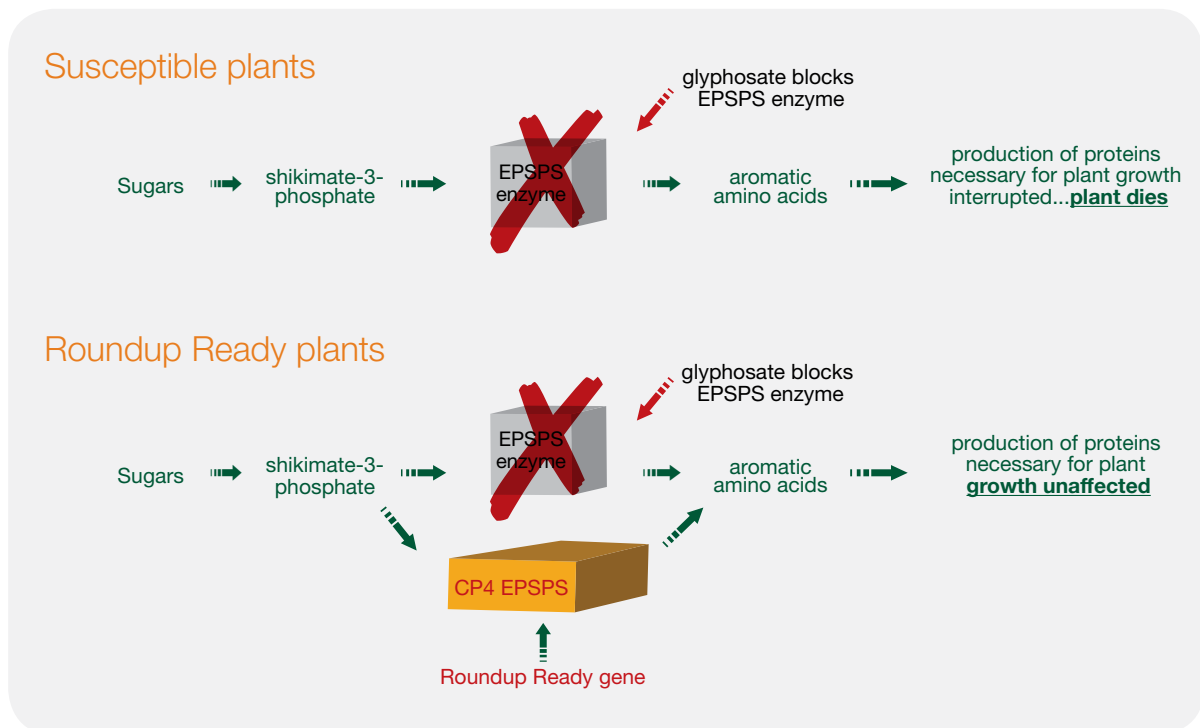 Susceptible plants
glyphosate blocks
EPSPS enzyme
Sugars
shikimate-3-
phosphate
EPSPS
enzyme
aromatic
amino acids
production of proteins
necessary for plant growth
interrupted...plant dies
Roundup Ready plants
glyphosate blocks
EPSPS enzyme
Sugars
shikimate-3-
phosphate
EPSPS
enzyme
aromatic
amino acids
production of proteins
necessary for plant
growth unaffected
CP4 EPSPS
Roundup Ready gene